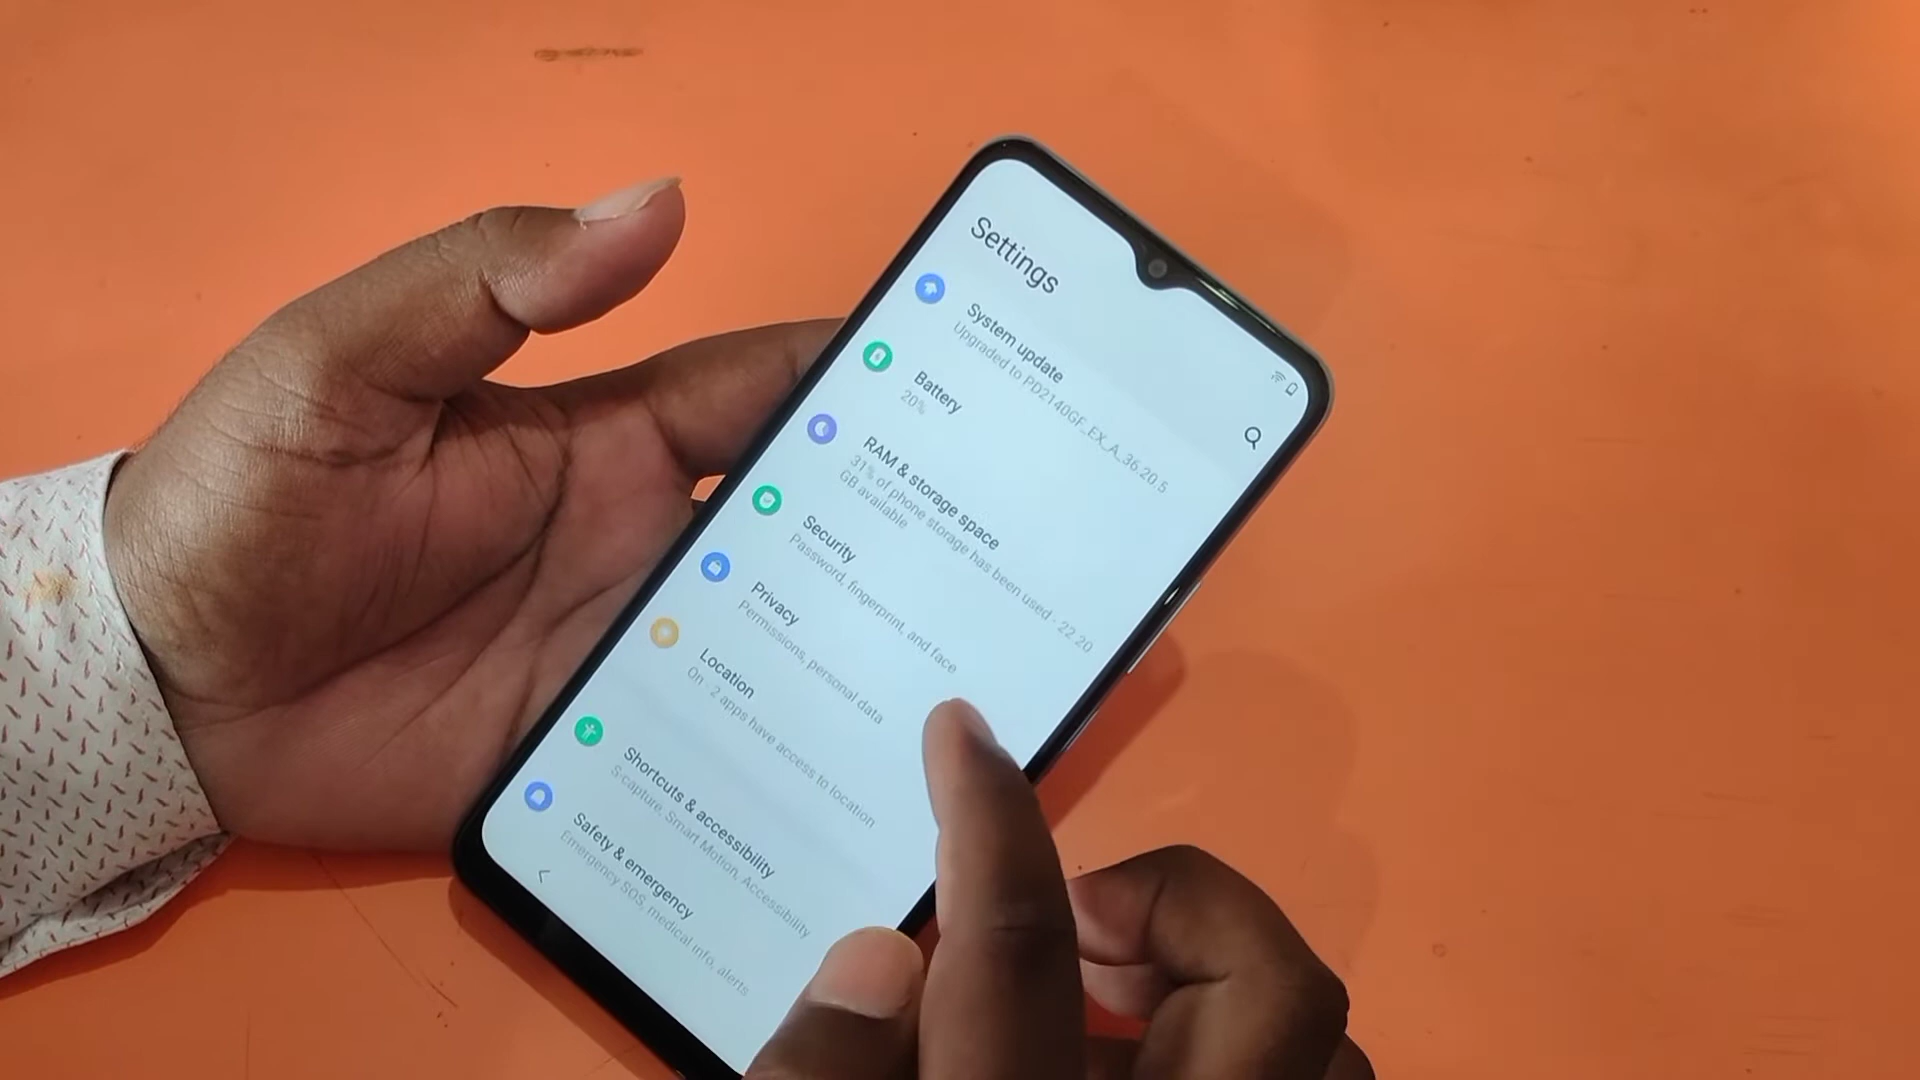 Settings
System update
Upgraded to PD2140GF_EX_A_36.20.5
Battery
20%
RAM & storage space
31% of phone storage has been used - 22.20
GB available
Security
Password, fingerprint, and face
Privacy
Permissions, personal data
Location
On - 2 apps have access to location
Shortcuts & accessibility
S-capture, Smart Motion, Accessibility
Safety & emergency
Emergency SOS, medical info, alerts